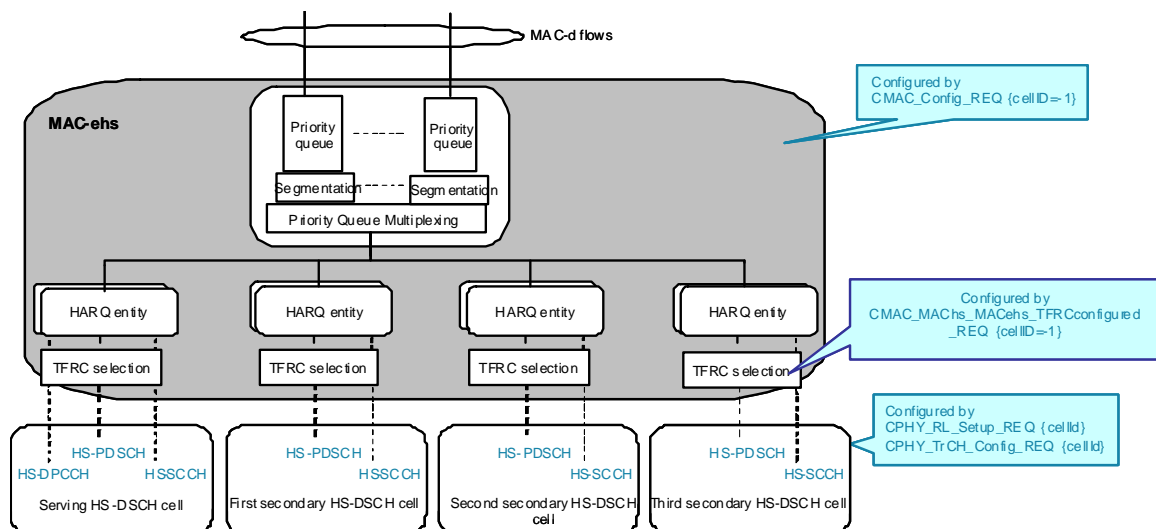 MAC-d flows
Configured by
CMAC_Config_REQ {cellID=-1}
MAC-ehs
Priority
queue
Priority
queue
Segmentation
Segmentation
Priority Queue Multiplexing
HARQ entity
HARQ entity
HARQ entity
HARQ entity
Configured by
CMAC_MAChs_MACehs_TFRCconfigured
_REQ {cellID=-1}
TFRC selection
TFRC selection
TFRC selection
TFRC selection
Configured by
CPHY_RL_Setup_REQ {cellId}
CPHY_TrCH_Config_REQ {cellId}
HS-PDSCH
HS-DPCCH
HSSCCH
Serving HS-DSCH cell
HS-PDSCH
HSSCCH
First secondary HS-DSCH cell
HS-PDSCH
HS-SCCH
Second secondary HS-DSCH
cell
HS-PDSCH
HS-SCCH
Third secondary HS-DSCH cell